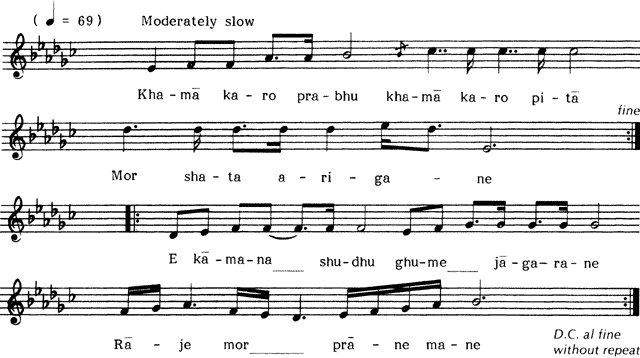 ( ♩ = 69) Moderately slow
Kha-mā ka-ro pra-bhu kha-mā ka-ro pi-tā
fine
Mor sha-ta a-ri-ga-ne
E kā-ma-na___ shu-dhu ghu-me___ jā-ga-ra-ne
Rā-je mor_____ prā-ne ma-ne
D.C. al fine
without repeat